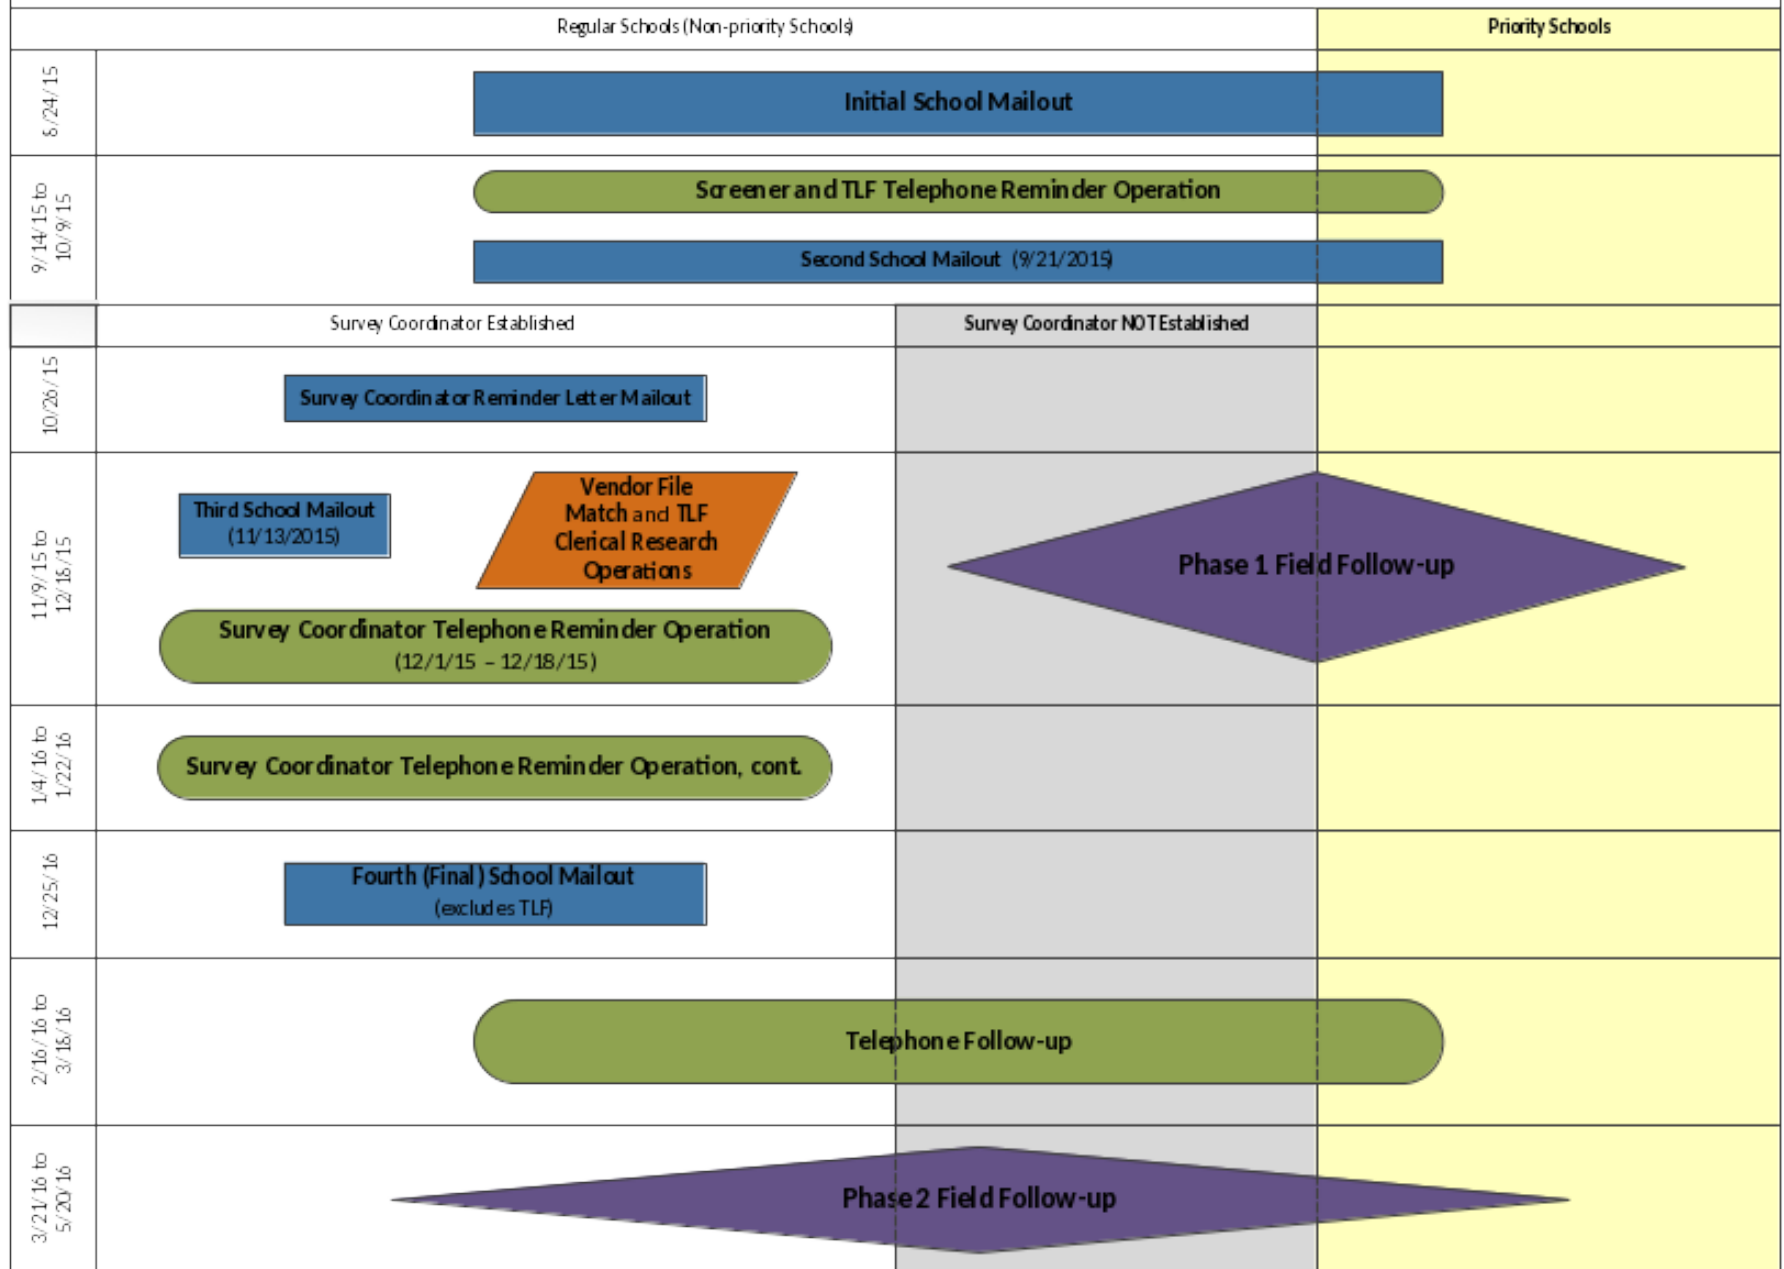 Regular Schools (Non-priority Schools)
Priority Schools
8/24/15
Initial School Mailout
9/14/15 to
10/9/15
Screener and TLF Telephone Reminder Operation
Second School Mailout (9/21/2015)
Survey Coordinator Established
Survey Coordinator NOT Established
10/26/15
Survey Coordinator Reminder Letter Mailout
11/9/15 to
12/18/15
Third School Mailout
(11/13/2015)
Vendor File
Match and TLF
Clerical Research
Operations
Phase 1 Field Follow-up
Survey Coordinator Telephone Reminder Operation
(12/1/15 – 12/18/15)
1/4/16 to
1/22/16
Survey Coordinator Telephone Reminder Operation, cont.
12/25/16
Fourth (Final) School Mailout
(excludes TLF)
2/16/16 to
3/18/16
Telephone Follow-up
3/21/16 to
5/20/16
Phase 2 Field Follow-up